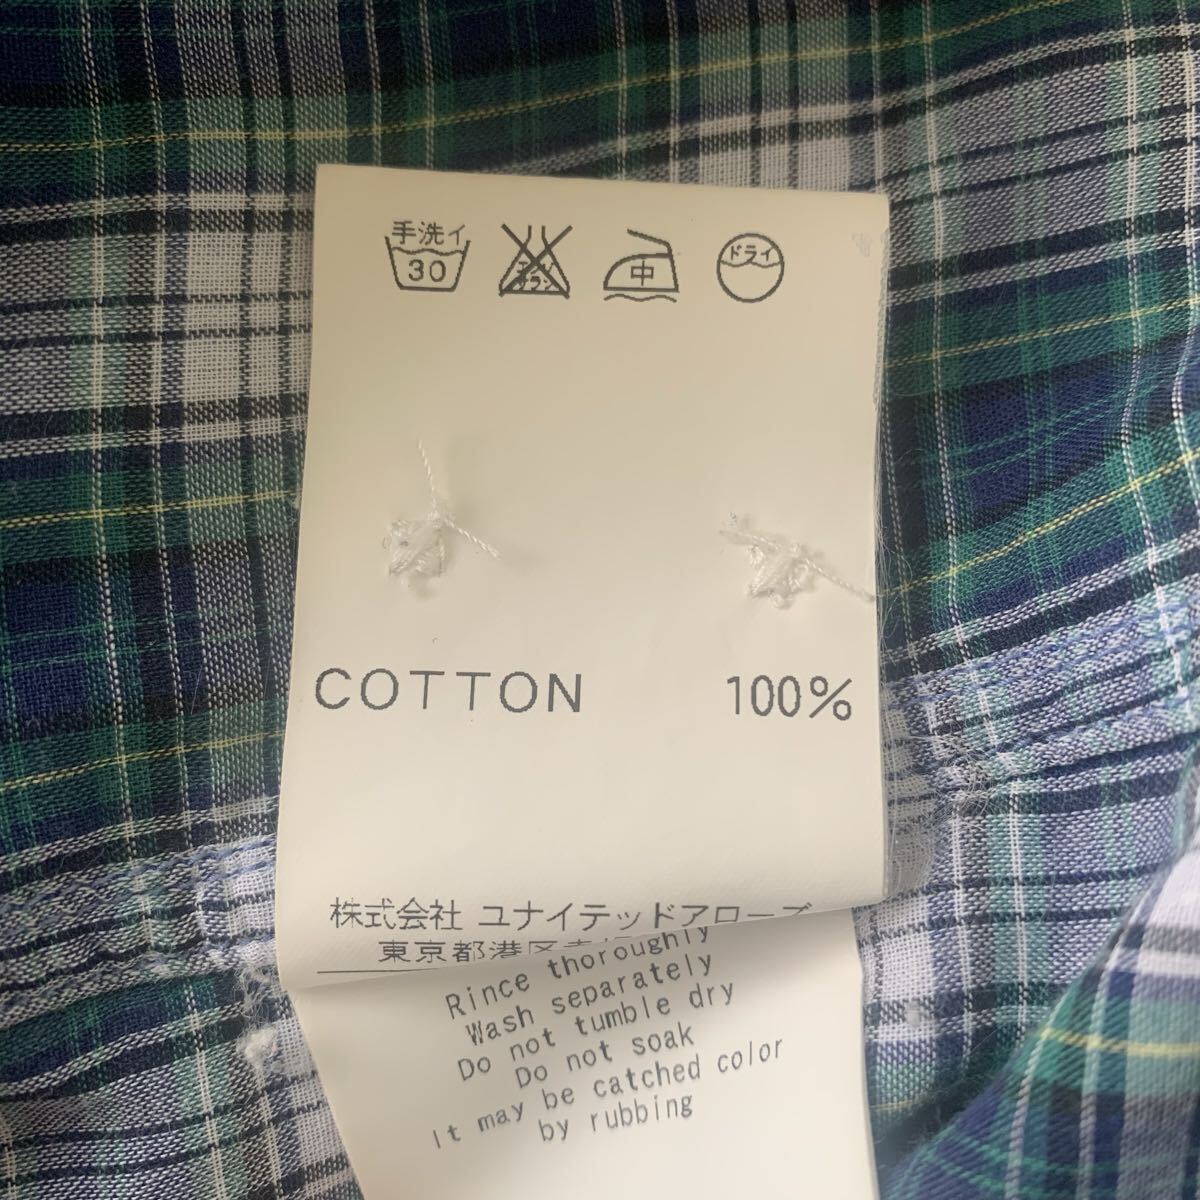 手洗イ
30
中
ドライ
COTTON 100%
株式会社 ユナイテッドアローズ
東京都港区
Rince thoroughly
Wash separately
Do not tumble dry
Do not soak
It may be catched color
by rubbing